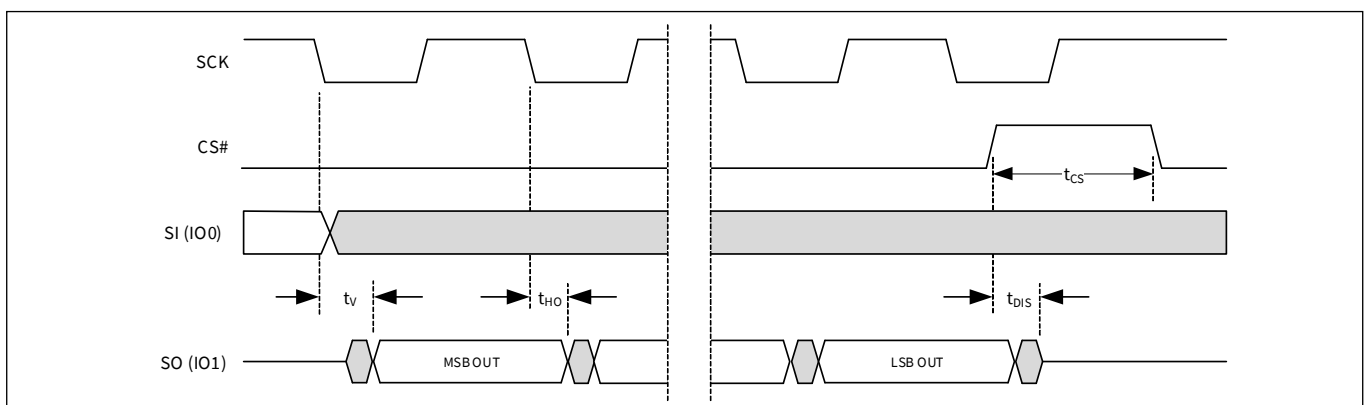 SCK
CS#
tCS
SI (IO0)
tV
tHO
tDIS
SO (IO1)
MSB OUT
LSB OUT